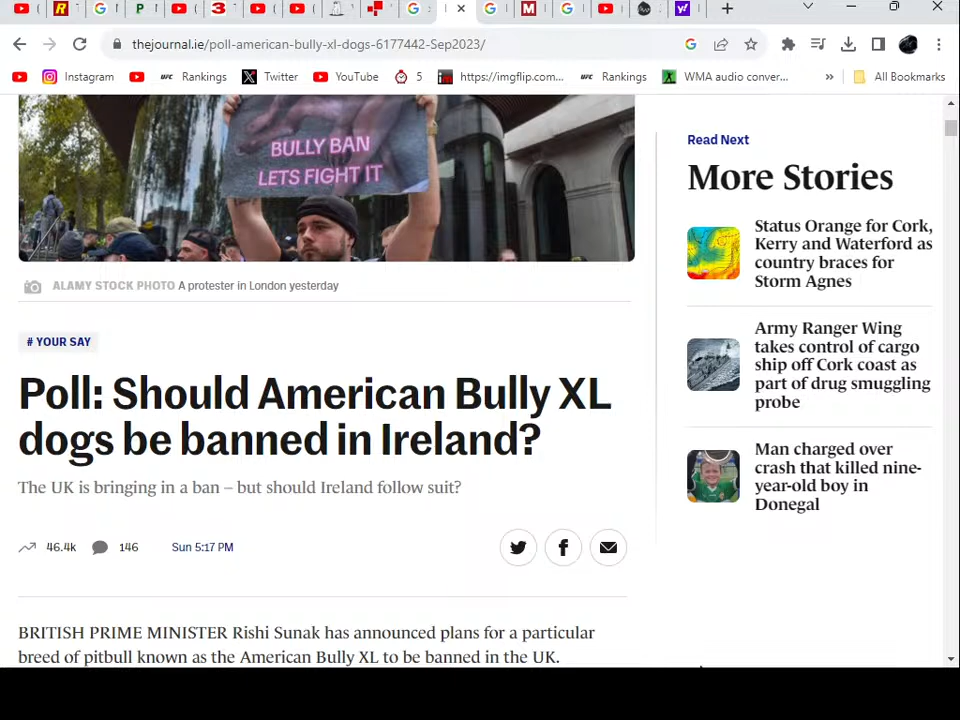 thejournal.ie/poll-american-bully-xl-dogs-6177442-Sep2023/
Instagram
UFC Rankings
Twitter
YouTube
5
https://imgflip.com...
UFC Rankings
WMA audio conver...
»
All Bookmarks
BULLY BAN
LETS FIGHT IT
ALAMY STOCK PHOTO A protester in London yesterday
# YOUR SAY
Poll: Should American Bully XL
dogs be banned in Ireland?
The UK is bringing in a ban – but should Ireland follow suit?
46.4k 146 Sun 5:17 PM
BRITISH PRIME MINISTER Rishi Sunak has announced plans for a particular
breed of pitbull known as the American Bully XL to be banned in the UK.
Read Next
More Stories
Status Orange for Cork,
Kerry and Waterford as
country braces for
Storm Agnes
Army Ranger Wing
takes control of cargo
ship off Cork coast as
part of drug smuggling
probe
Man charged over
crash that killed nine-
year-old boy in
Donegal